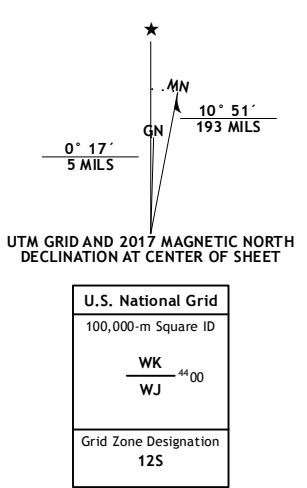 ★
MN
10° 51´
193 MILS
GN
0° 17´
5 MILS
UTM GRID AND 2017 MAGNETIC NORTH
DECLINATION AT CENTER OF SHEET
U.S. National Grid
100,000-m Square ID
WK
4400
WJ
Grid Zone Designation
12S